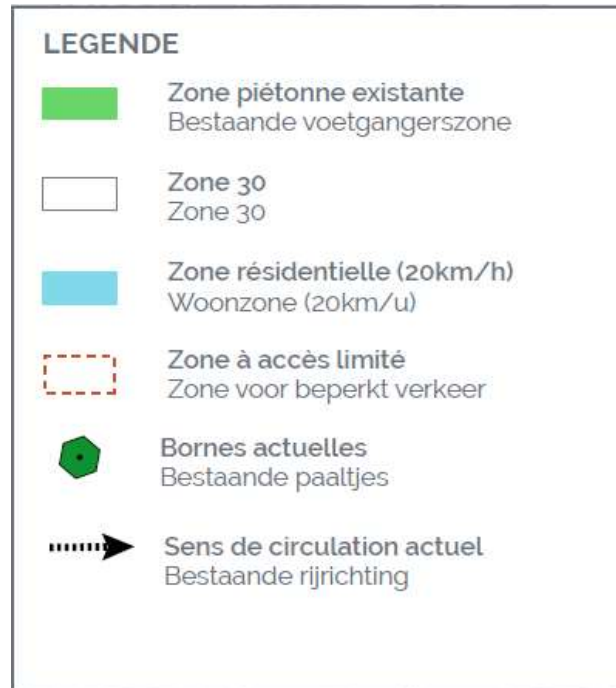 LEGENDE
Zone piétonne existante
Bestaande voetgangerszone
Zone 30
Zone 30
Zone résidentielle (20km/h)
Woonzone (20km/u)
Zone à accès limité
Zone voor beperkt verkeer
Bornes actuelles
Bestaande paaltjes
Sens de circulation actuel
Bestaande rijrichting